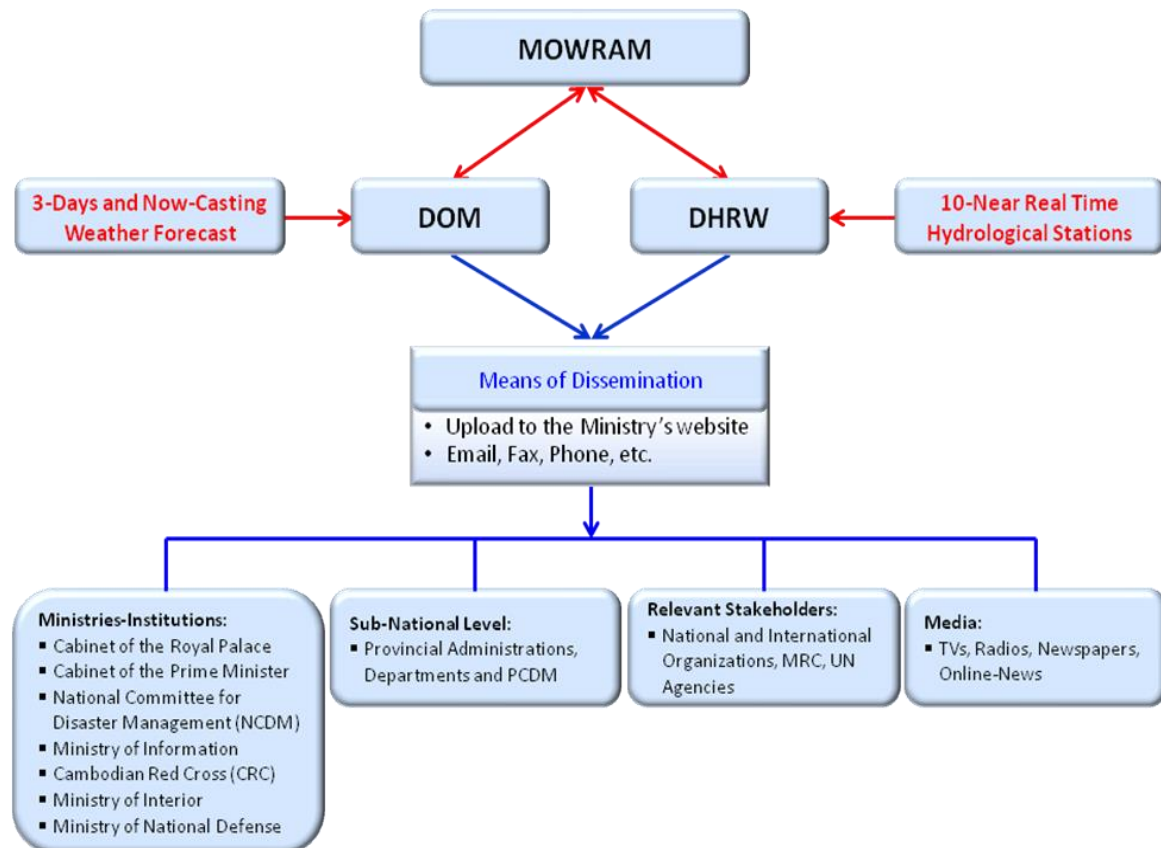 MOWRAM
3-Days and Now-Casting
Weather Forecast
DOM
DHRW
10-Near Real Time
Hydrological Stations
Means of Dissemination
• Upload to the Ministry's website
• Email, Fax, Phone, etc.
Ministries-Institutions:
▪ Cabinet of the Royal Palace
▪ Cabinet of the Prime Minister
▪ National Committee for
Disaster Management (NCDM)
▪ Ministry of Information
▪ Cambodian Red Cross (CRC)
▪ Ministry of Interior
▪ Ministry of National Defense
Sub-National Level:
▪ Provincial Administrations,
Departments and PCDM
Relevant Stakeholders:
▪ National and International
Organizations, MRC, UN
Agencies
Media:
▪ TVs, Radios, Newspapers,
Online-News